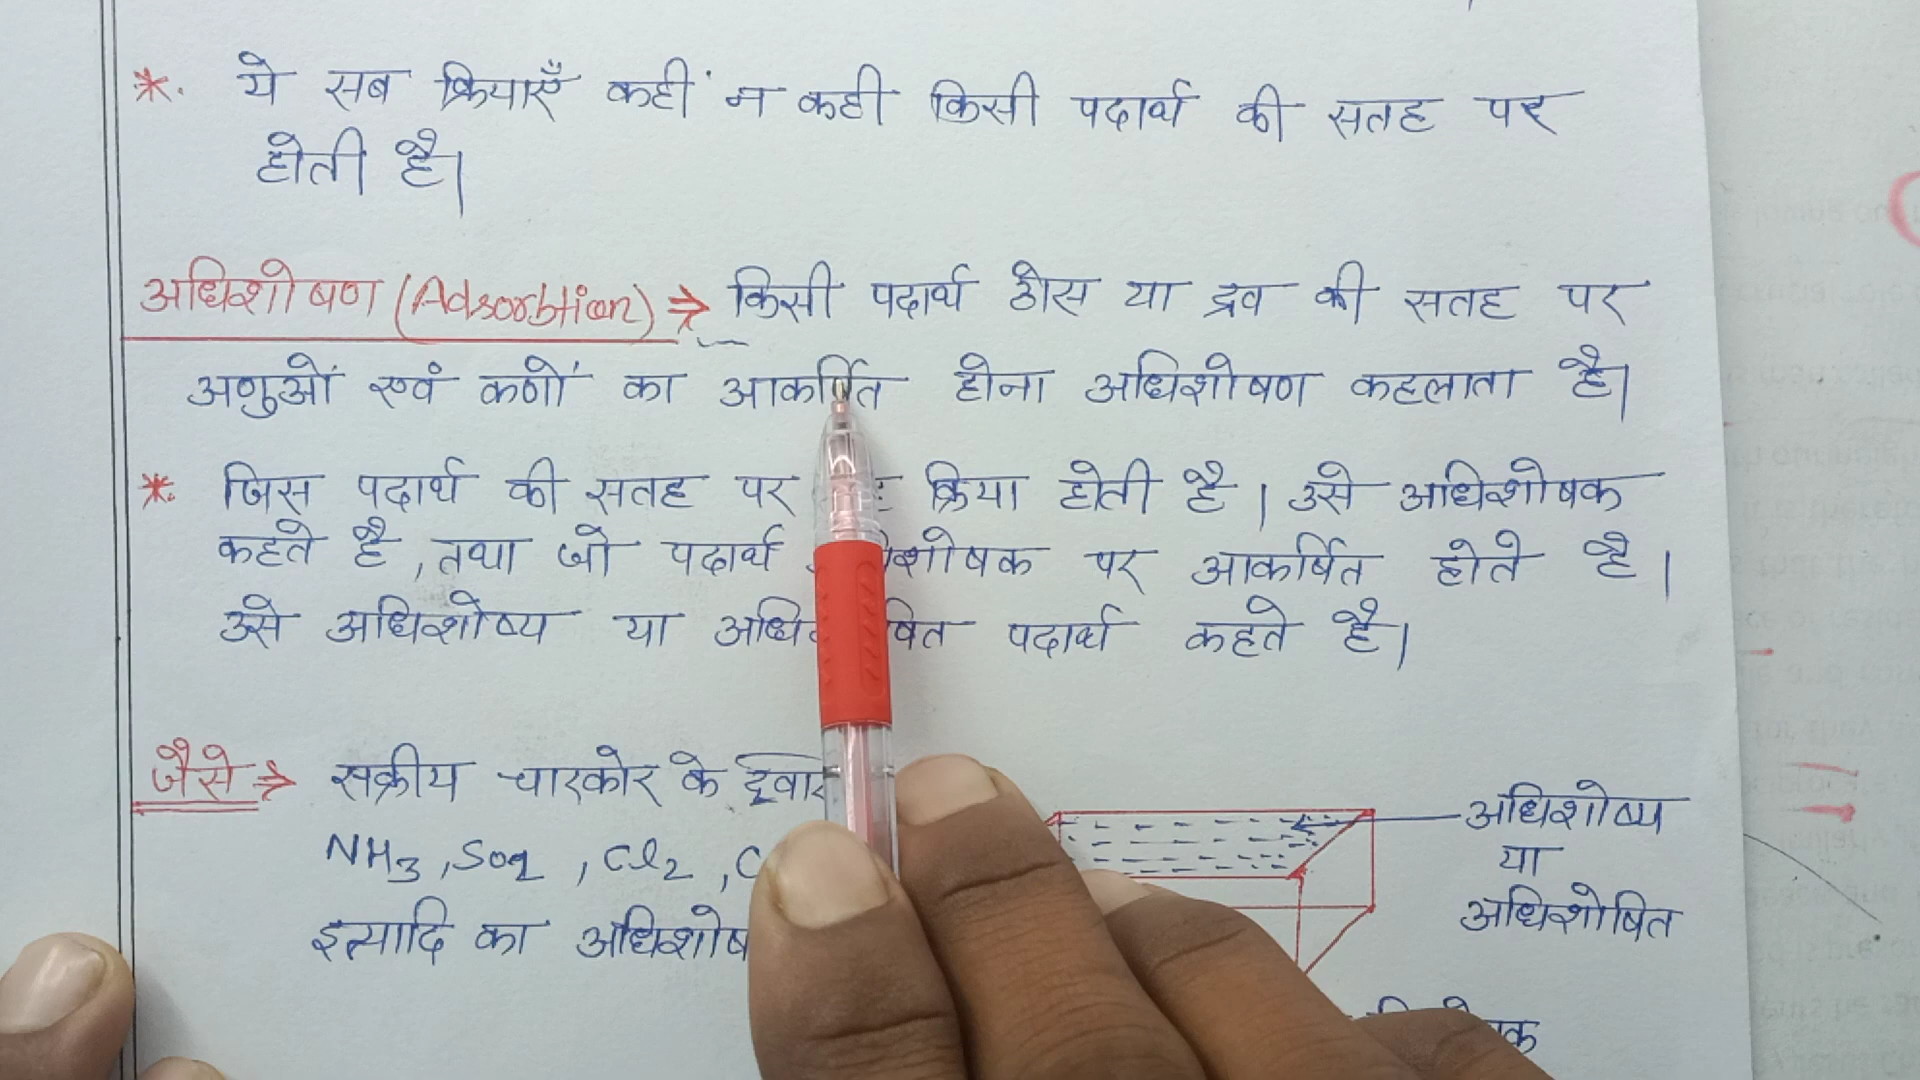 *. ये सब क्रियाएँ कहीं न कही किसी पदार्थ की सतह पर
होती है।
अधिशोषण (Adsorbtion) ⇒ किसी पदार्थ ठोस या द्रव की सतह पर
अणुओं एवं कणों का आकर्षित होना अधिशोषण कहलाता है।
*. जिस पदार्थ की सतह पर क्रिया होती है। उसे अधिशोषक
कहते है, तथा जो पदार्थ पर आकर्षित होते है।
उसे अधिशोष्य या पदार्थ कहते है।
जैसे ⇒ सक्रीय चारकोर के
NH3, SO2, Cl2,
इत्यादि का
अधिशोष्य
या
अधिशोषित